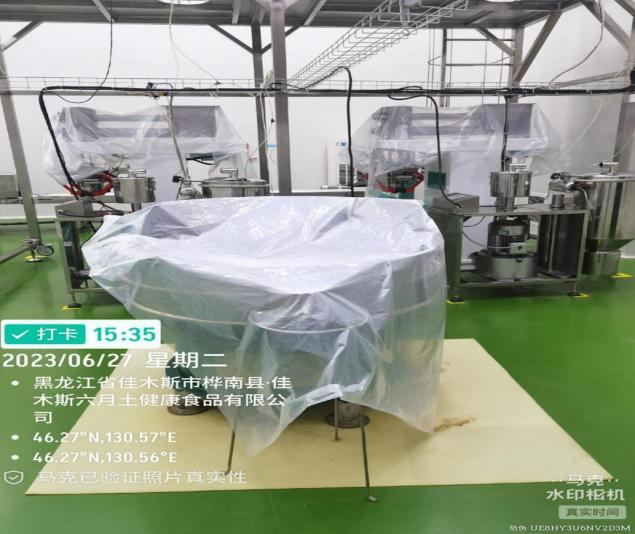 打卡 15:35
2023/06/27 星期二
黑龙江省佳木斯市桦南县·佳
木斯六月土健康食品有限公
司
46.27°N,130.57°E
46.27°N,130.56°E
马克已验证照片真实性
马克
水印相机
真实时间
防伪 UE8HY3U6NV2D3M